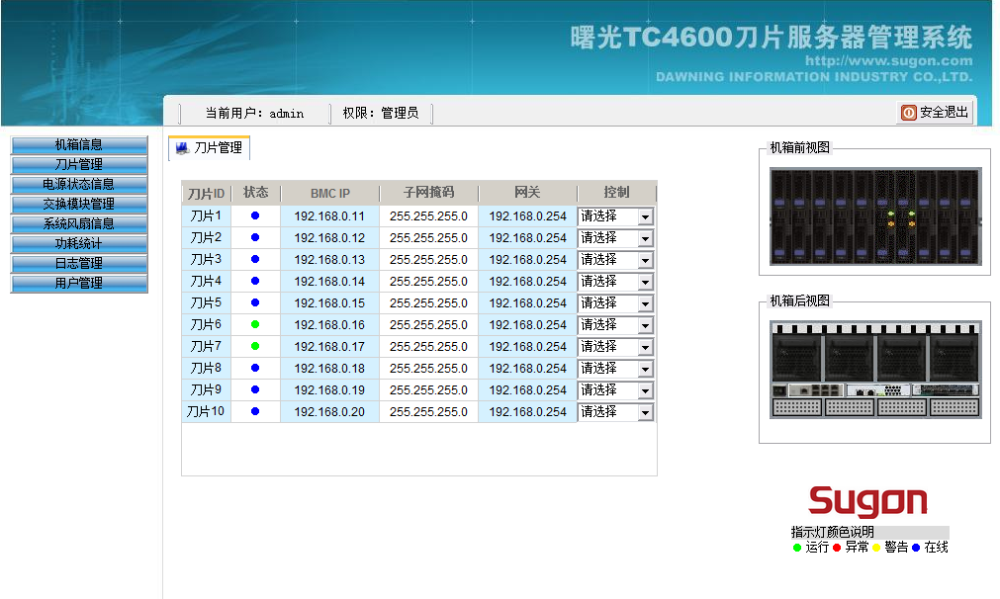 曙光TC4600刀片服务器管理系统
http://www.sugon.com
DAWNING INFORMATION INDUSTRY CO.,LTD.
当前用户: admin 权限: 管理员 安全退出
机箱信息
刀片管理
电源状态信息
交换模块管理
系统风扇信息
功耗统计
日志管理
用户管理
刀片管理
刀片ID 状态 BMC IP 子网掩码 网关 控制
刀片1 192.168.0.11 255.255.255.0 192.168.0.254 请选择
刀片2 192.168.0.12 255.255.255.0 192.168.0.254 请选择
刀片3 192.168.0.13 255.255.255.0 192.168.0.254 请选择
刀片4 192.168.0.14 255.255.255.0 192.168.0.254 请选择
刀片5 192.168.0.15 255.255.255.0 192.168.0.254 请选择
刀片6 192.168.0.16 255.255.255.0 192.168.0.254 请选择
刀片7 192.168.0.17 255.255.255.0 192.168.0.254 请选择
刀片8 192.168.0.18 255.255.255.0 192.168.0.254 请选择
刀片9 192.168.0.19 255.255.255.0 192.168.0.254 请选择
刀片10 192.168.0.20 255.255.255.0 192.168.0.254 请选择
机箱前视图
机箱后视图
Sugon
指示灯颜色说明
运行 异常 警告 在线